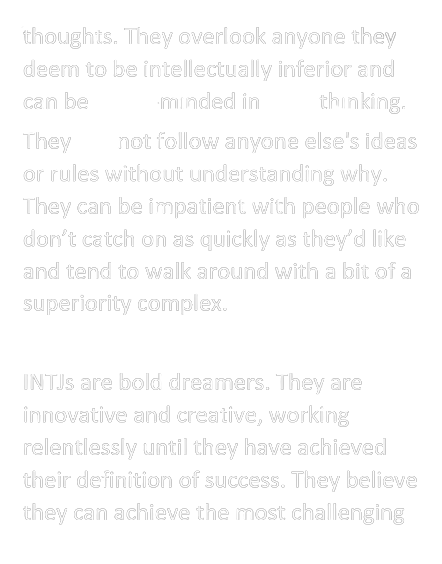 thoughts. They overlook anyone they
deem to be intellectually inferior and
can be -minded in thinking.
They not follow anyone else's ideas
or rules without understanding why.
They can be impatient with people who
don't catch on as quickly as they'd like
and tend to walk around with a bit of a
superiority complex.
INTJs are bold dreamers. They are
innovative and creative, working
relentlessly until they have achieved
their definition of success. They believe
they can achieve the most challenging